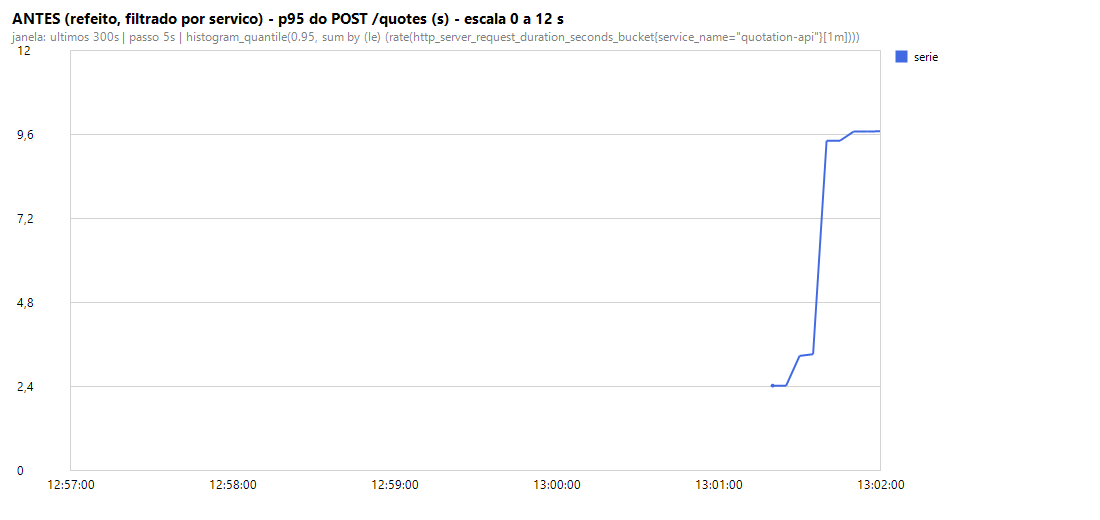 ANTES (refeito, filtrado por servico) - p95 do POST /quotes (s) - escala 0 a 12 s
janela: ultimos 300s | passo 5s | histogram_quantile(0.95, sum by (le) (rate(http_server_request_duration_seconds_bucket{service_name="quotation-api"}[1m])))
12
serie
9,6
7,2
4,8
2,4
0
12:57:00 12:58:00 12:59:00 13:00:00 13:01:00 13:02:00